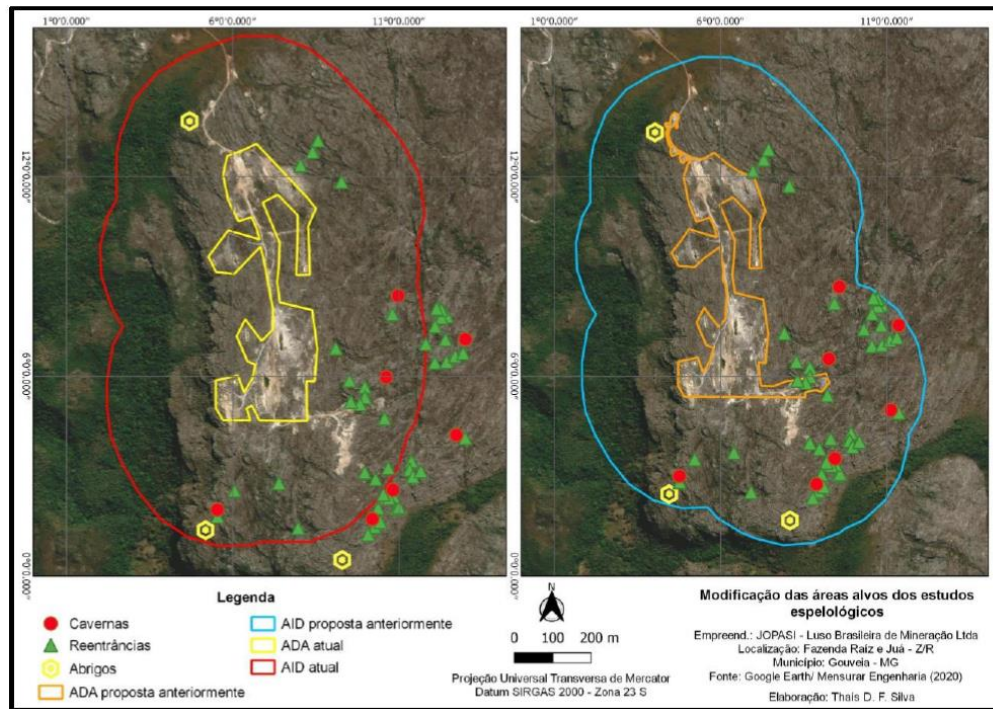 1°0'0.000" 6°0'0.000" 11°0'0.000" 1°0'0.000" 6°0'0.000" 11°0'0.000"
12°0'0.000" 12°0'0.000"
6°0'0.000" 6°0'0.000"
0°0'0.000" 0°0'0.000"
Legenda
Cavernas
Reentrâncias
Abrigos
ADA proposta anteriormente
AID proposta anteriormente
ADA atual
AID atual
N
0 100 200 m
Projeção Universal Transversa de Mercator
Datum SIRGAS 2000 - Zona 23 S
Modificação das áreas alvos dos estudos
espelológicos
Empreend.: JOPASI - Luso Brasileira de Mineração Ltda
Localização: Fazenda Raiz e Juá - Z/R
Município: Gouveia - MG
Fonte: Google Earth/ Mensurar Engenharia (2020)
Elaboração: Thaís D. F. Silva